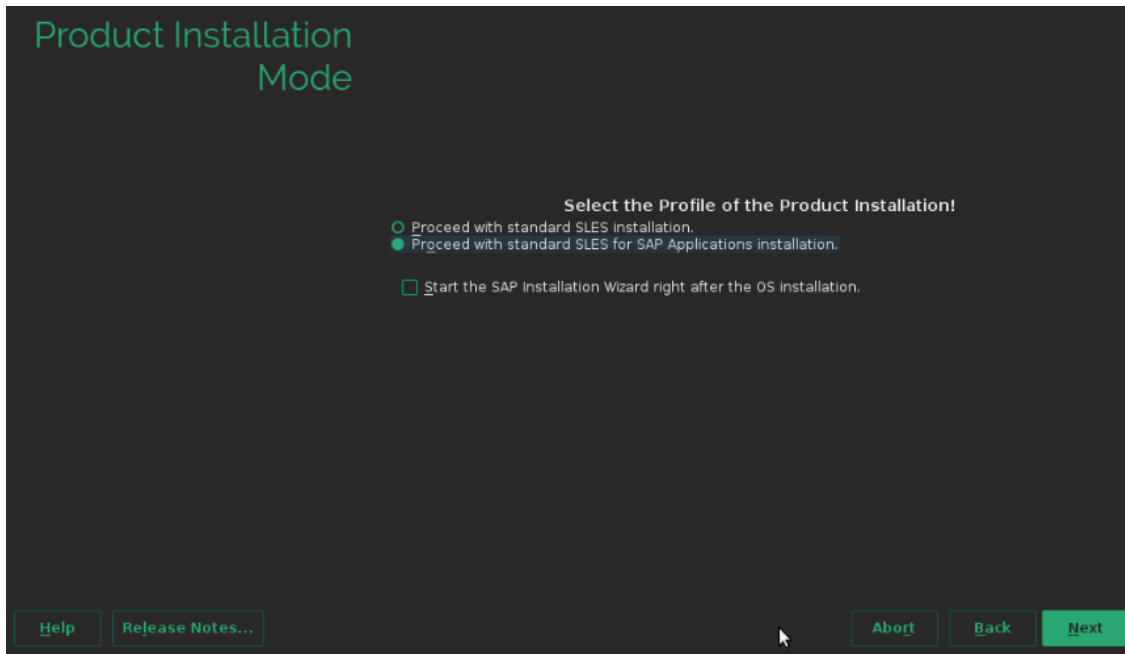 Product Installation
Mode
Select the Profile of the Product Installation!
Proceed with standard SLES installation.
Proceed with standard SLES for SAP Applications installation.
Start the SAP Installation Wizard right after the OS installation.
Help
Release Notes...
Abort
Back
Next